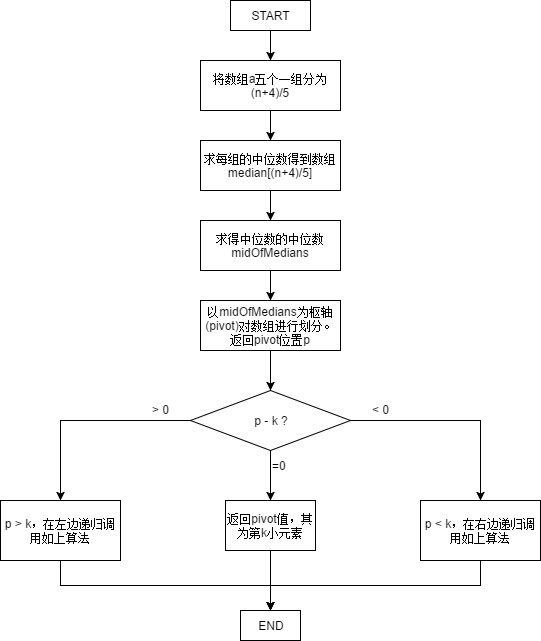 START
将数组a五个一组分为
(n+4)/5
求每组的中位数得到数组
median[(n+4)/5]
求得中位数的中位数
midOfMedians
以midOfMedians为枢轴
(pivot)对数组进行划分。
返回pivot位置p
> 0
p - k ?
< 0
=0
p > k，在左边递归调
用如上算法
返回pivot值，其
为第k小元素
p < k，在右边递归调
用如上算法
END